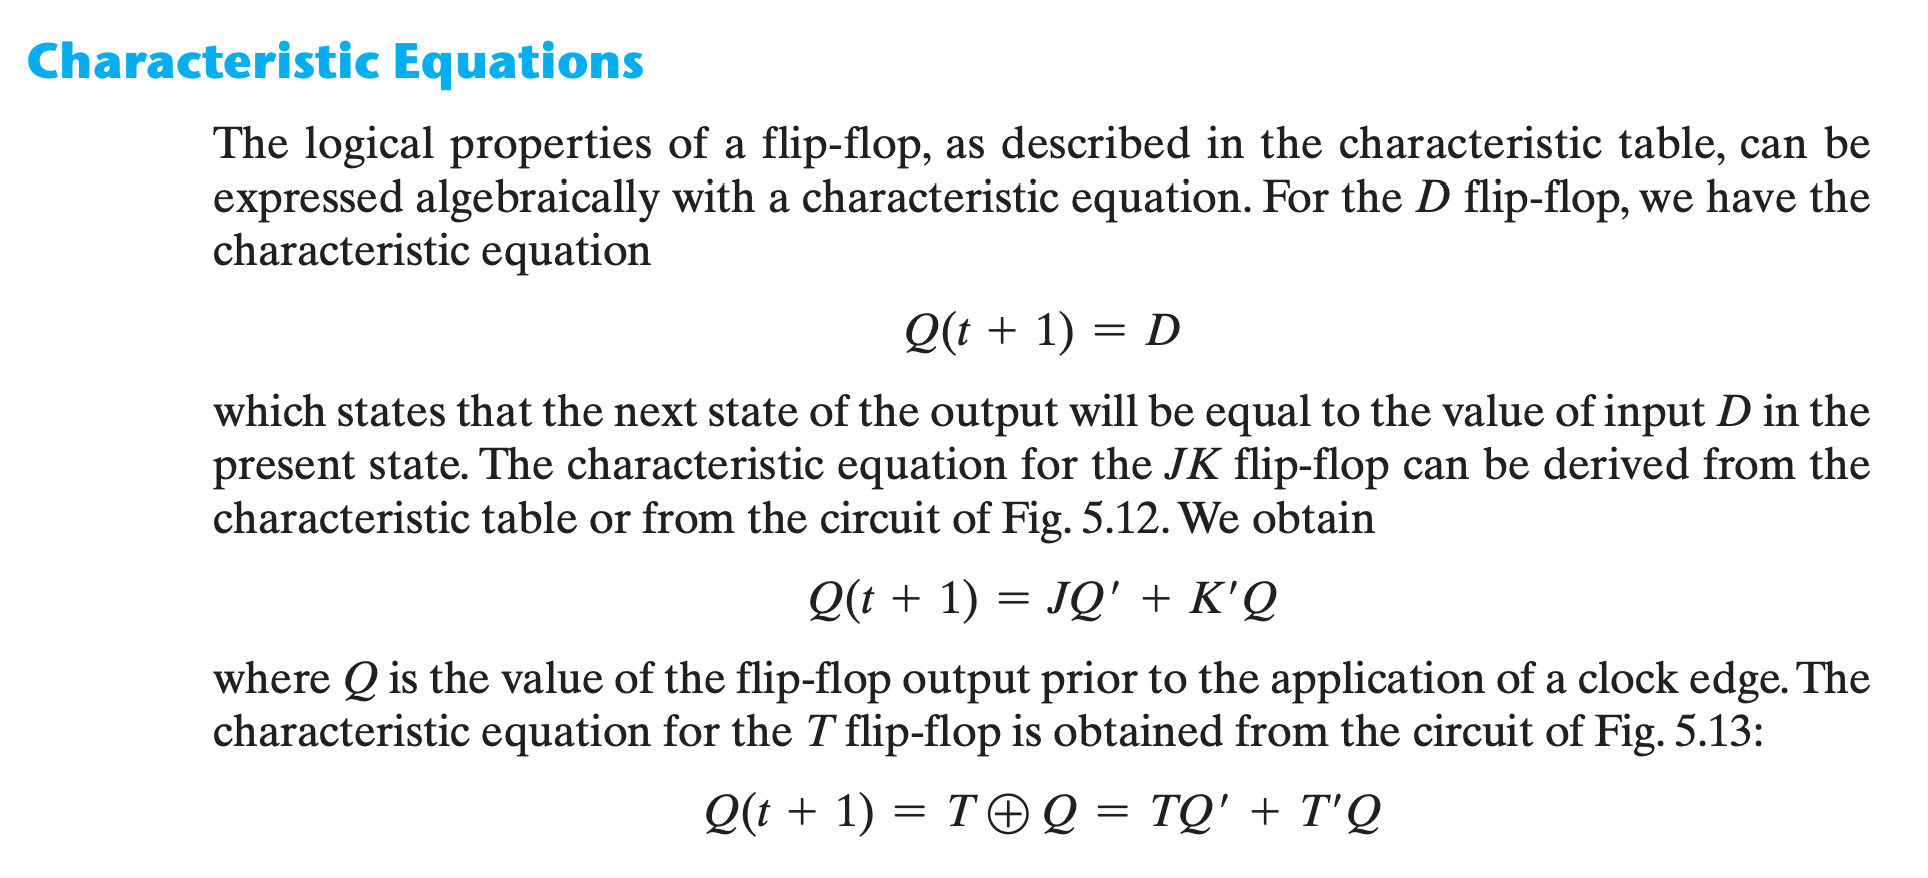 Characteristic Equations
The logical properties of a flip-flop, as described in the characteristic table, can be
expressed algebraically with a characteristic equation. For the D flip-flop, we have the
characteristic equation
Q(t + 1) = D
which states that the next state of the output will be equal to the value of input D in the
present state. The characteristic equation for the JK flip-flop can be derived from the
characteristic table or from the circuit of Fig. 5.12. We obtain
Q(t + 1) = JQ′ + K′Q
where Q is the value of the flip-flop output prior to the application of a clock edge. The
characteristic equation for the T flip-flop is obtained from the circuit of Fig. 5.13:
Q(t + 1) = T ⊕ Q = TQ′ + T′Q